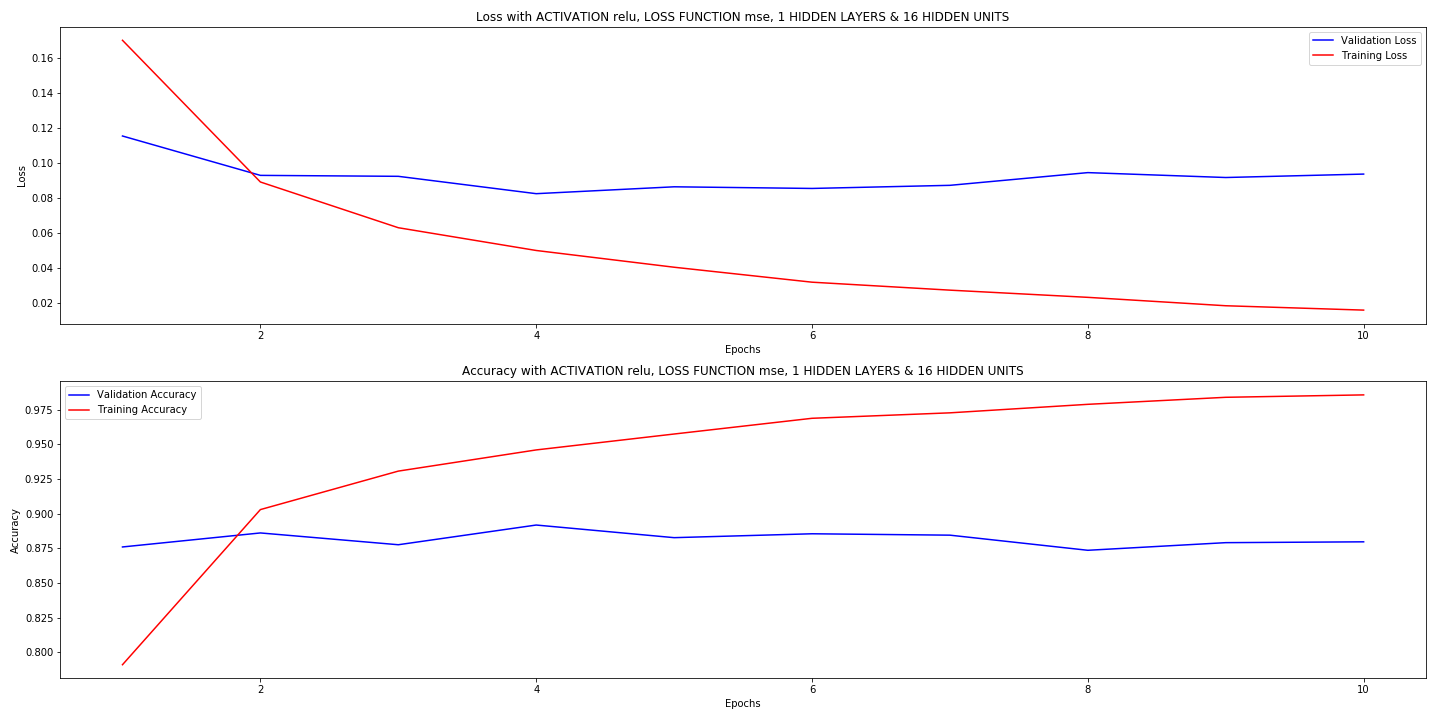 Loss with ACTIVATION relu, LOSS FUNCTION mse, 1 HIDDEN LAYERS & 16 HIDDEN UNITS
Validation Loss
Training Loss
0.16
0.14
0.12
0.10
0.08
0.06
0.04
0.02
Loss
2 4 6 8 10
Epochs
Accuracy with ACTIVATION relu, LOSS FUNCTION mse, 1 HIDDEN LAYERS & 16 HIDDEN UNITS
Validation Accuracy
Training Accuracy
0.975
0.950
0.925
0.900
0.875
0.850
0.825
0.800
Accuracy
2 4 6 8 10
Epochs